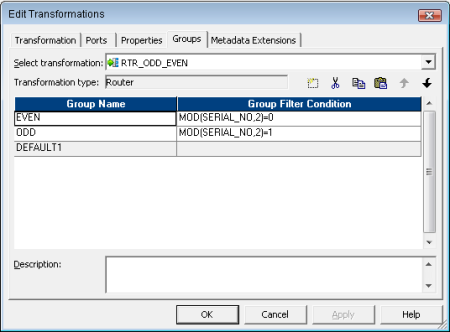 Edit Transformations
Transformation Ports Properties Groups Metadata Extensions
Select transformation: RTR_ODD_EVEN
Transformation type: Router
Group Name Group Filter Condition
EVEN MOD(SERIAL_NO,2)=0
ODD MOD(SERIAL_NO,2)=1
DEFAULT1
Description:
OK Cancel Apply Help